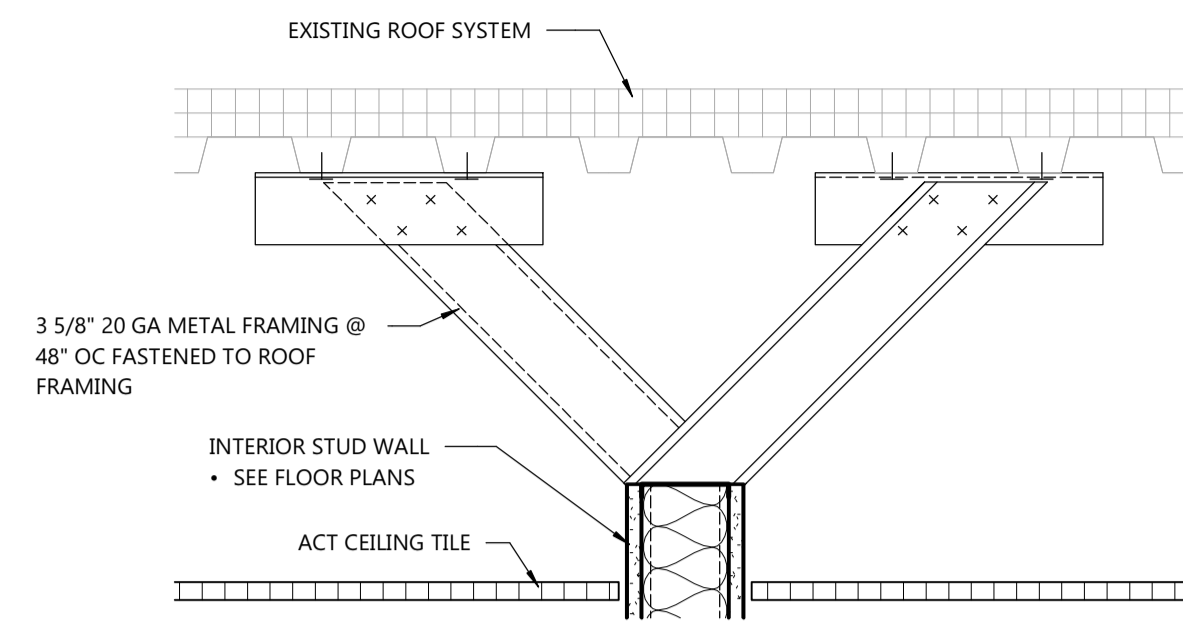 EXISTING ROOF SYSTEM
3 5/8" 20 GA METAL FRAMING @
48" OC FASTENED TO ROOF
FRAMING
INTERIOR STUD WALL
• SEE FLOOR PLANS
ACT CEILING TILE